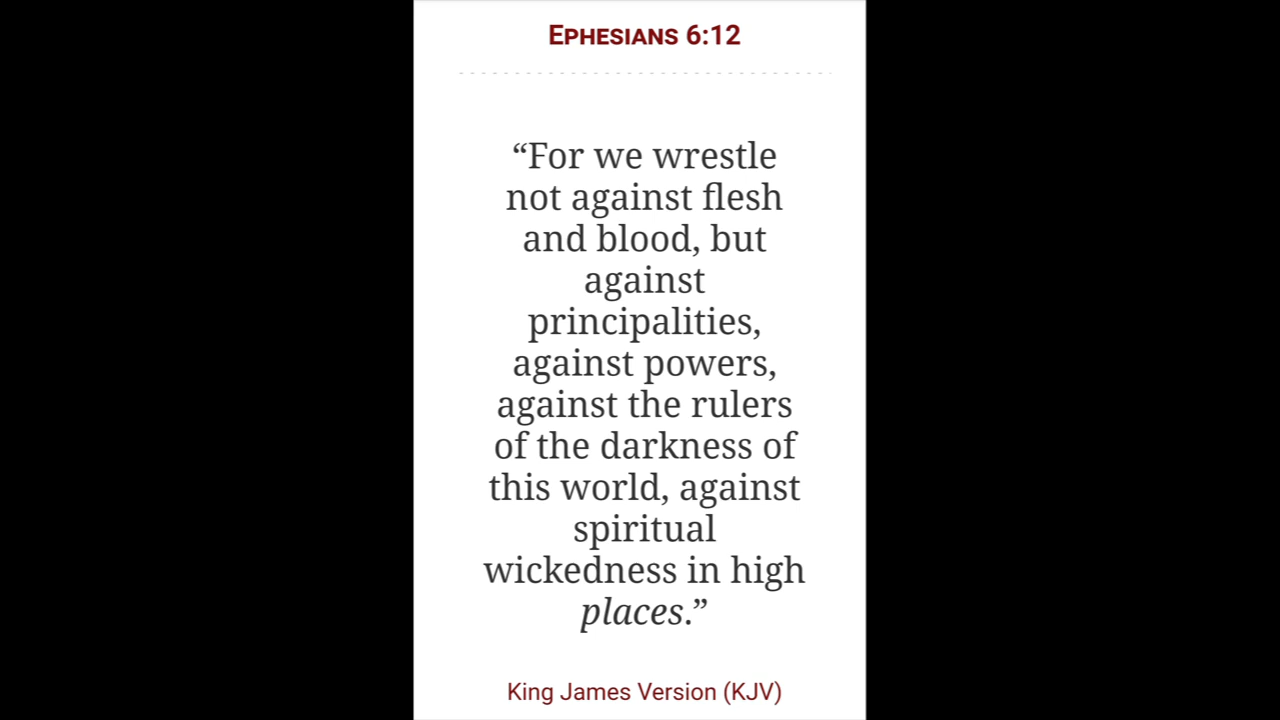 Ephesians 6:12
“For we wrestle
not against flesh
and blood, but
against
principalities,
against powers,
against the rulers
of the darkness of
this world, against
spiritual
wickedness in high
places.”
King James Version (KJV)